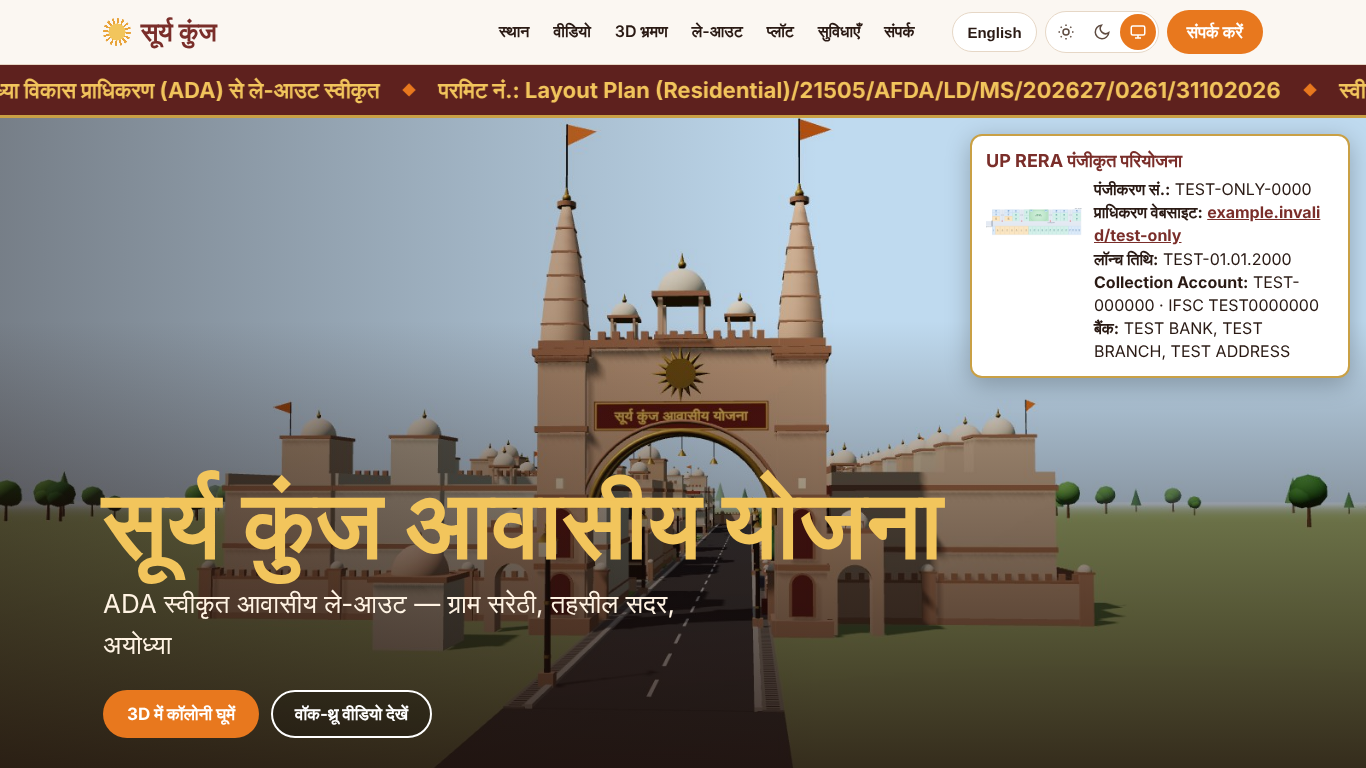 सूर्य कुंज
स्थान वीडियो 3D भ्रमण ले-आउट प्लॉट सुविधाएँ संपर्क English संपर्क करें
विकास प्राधिकरण (ADA) से ले-आउट स्वीकृत ◆ परमिट नं.: Layout Plan (Residential)/21505/AFDA/LD/MS/202627/0261/31102026 ◆
UP RERA पंजीकृत परियोजना
पंजीकरण सं.: TEST-ONLY-0000
प्राधिकरण वेबसाइट: example.invali
d/test-only
लॉन्च तिथि: TEST-01.01.2000
Collection Account: TEST-
000000 · IFSC TEST0000000
बैंक: TEST BANK, TEST
BRANCH, TEST ADDRESS
सूर्य कुंज आवासीय योजना
सूर्य कुंज आवासीय योजना
ADA स्वीकृत आवासीय ले-आउट — ग्राम सरेठी, तहसील सदर,
अयोध्या
3D में कॉलोनी घूमें वॉक-थ्रू वीडियो देखें